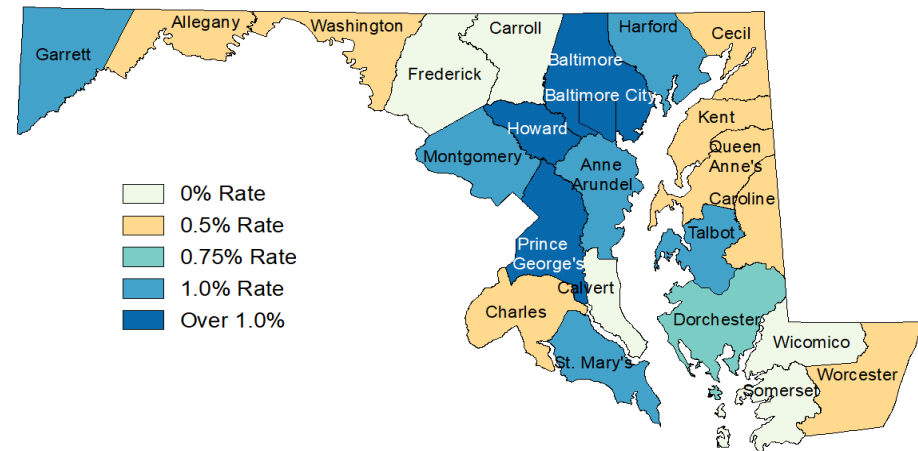 Garrett
Allegany
Washington
Frederick
Carroll
Baltimore
Baltimore City
Harford
Cecil
Kent
Queen
Anne's
Caroline
Howard
Montgomery
Anne
Arundel
Talbot
Prince
George's
Calvert
Charles
St. Mary's
Dorchester
Wicomico
Somerset
Worcester
0% Rate
0.5% Rate
0.75% Rate
1.0% Rate
Over 1.0%